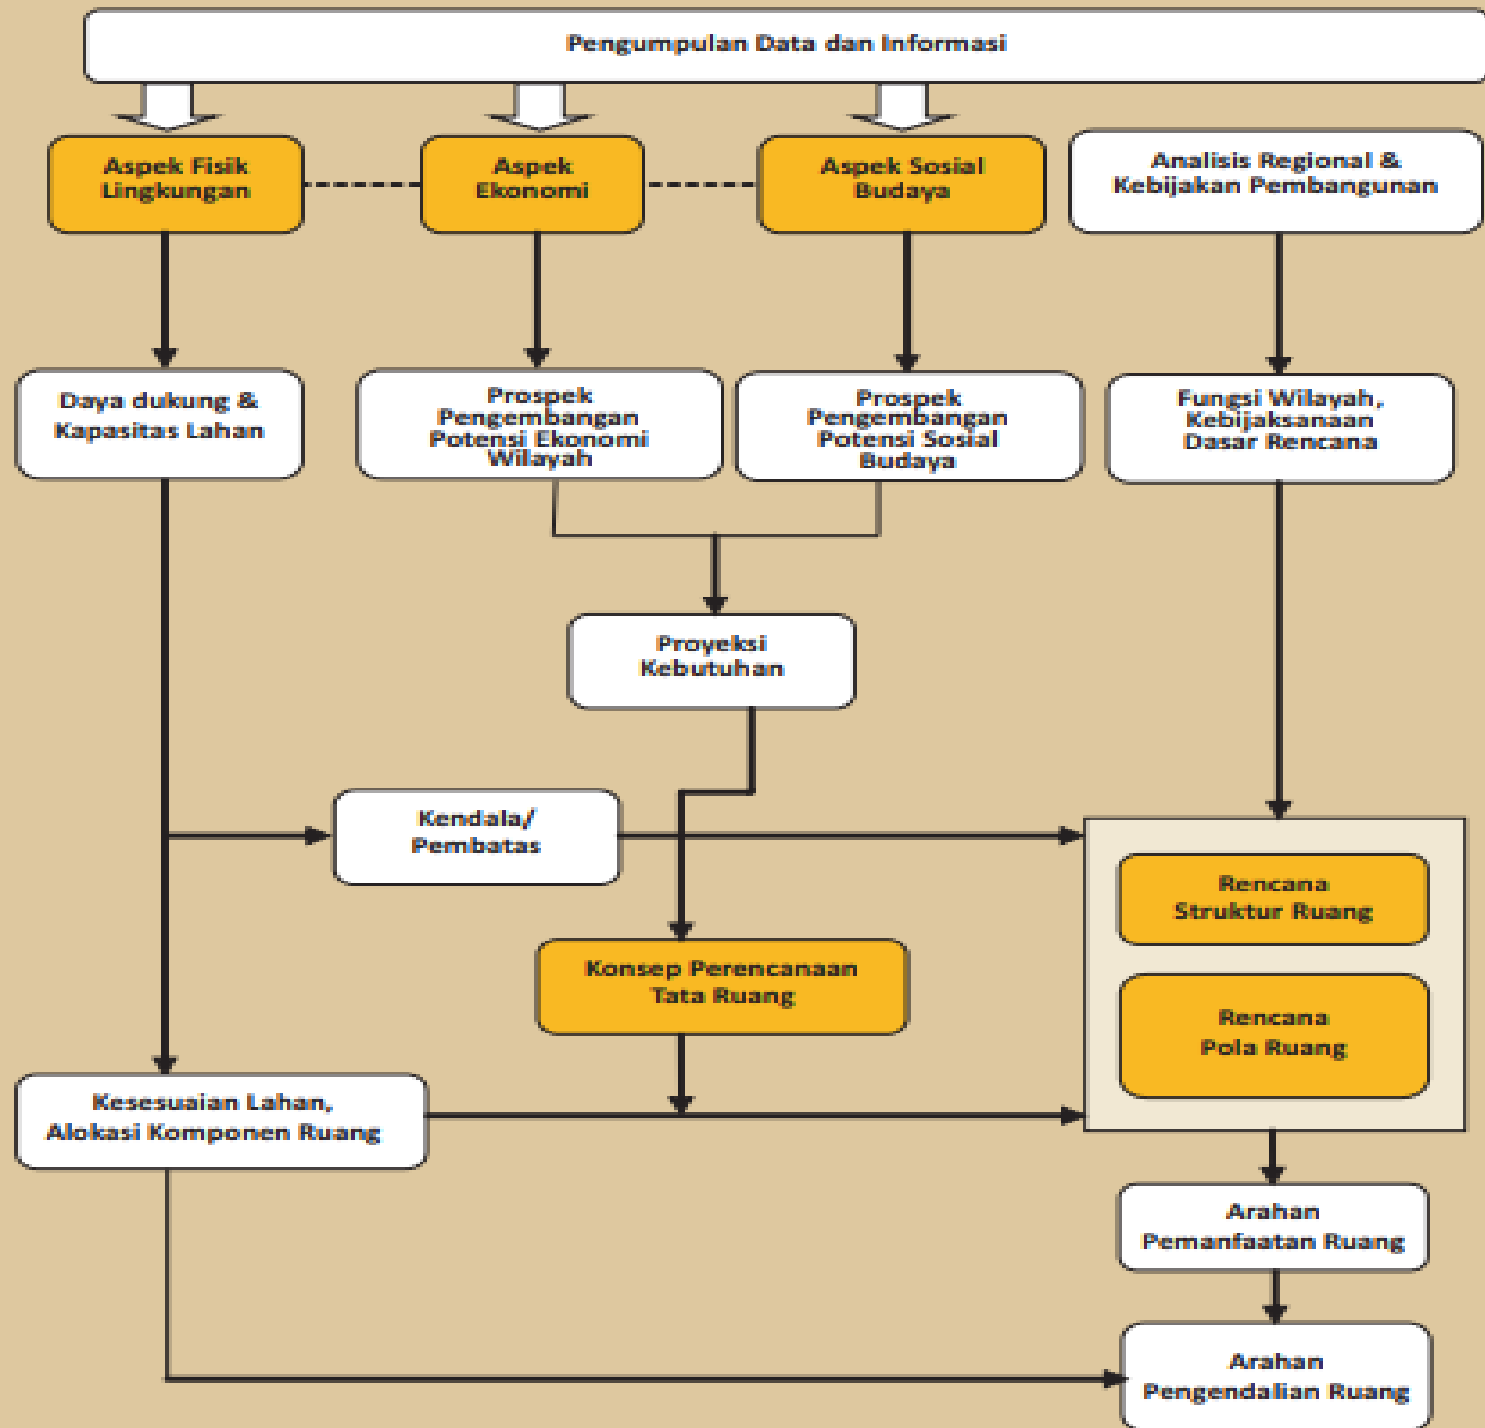 Pengumpulan Data dan Informasi
Aspek Fisik
Lingkungan
Aspek
Ekonomi
Aspek Sosial
Budaya
Analisis Regional &
Kebijakan Pembangunan
Daya dukung &
Kapasitas Lahan
Prospek
Pengembangan
Potensi Ekonomi
Wilayah
Prospek
Pengembangan
Potensi Sosial
Budaya
Fungsi Wilayah,
Kebijaksanaan
Dasar Rencana
Proyeksi
Kebutuhan
Kendala/
Pembatas
Rencana
Struktur Ruang
Konsep Perencanaan
Tata Ruang
Rencana
Pola Ruang
Kesesuaian Lahan,
Alokasi Komponen Ruang
Arahan
Pemanfaatan Ruang
Arahan
Pengendalian Ruang